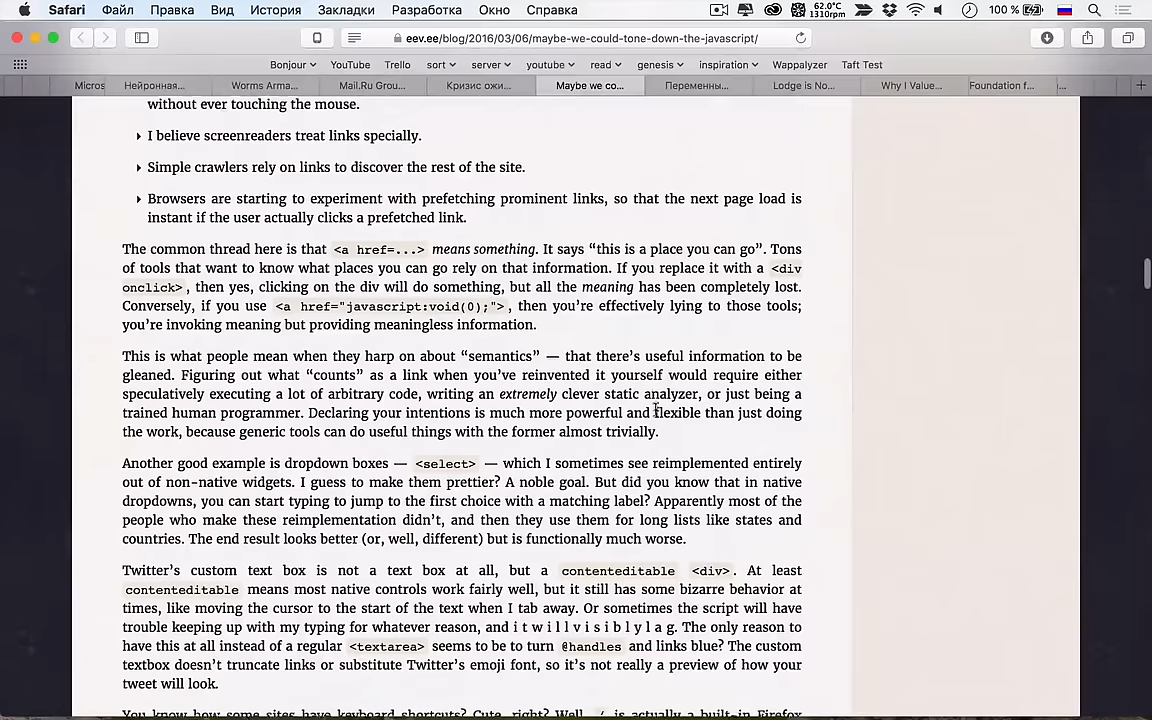 Safari Файл Правка Вид История Закладки Разработка Окно Справка 62.0°C 1310rpm 100 %
eev.ee/blog/2016/03/06/maybe-we-could-tone-down-the-javascript/
Bonjour YouTube Trello sort server youtube read genesis inspiration Wappalyzer Taft Test
Micros Нейронная... Worms Arma... Mail.Ru Grou... Кризис ожи... Maybe we co... Переменны... Lodge is No... Why I Value... Foundation f...
without ever touching the mouse.
I believe screenreaders treat links specially.
Simple crawlers rely on links to discover the rest of the site.
Browsers are starting to experiment with prefetching prominent links, so that the next page load is
instant if the user actually clicks a prefetched link.
The common thread here is that <a href=...> means something. It says “this is a place you can go”. Tons
of tools that want to know what places you can go rely on that information. If you replace it with a <div
onclick>, then yes, clicking on the div will do something, but all the meaning has been completely lost.
Conversely, if you use <a href="javascript:void(0);">, then you’re effectively lying to those tools;
you’re invoking meaning but providing meaningless information.
This is what people mean when they harp on about “semantics” — that there’s useful information to be
gleaned. Figuring out what “counts” as a link when you’ve reinvented it yourself would require either
speculatively executing a lot of arbitrary code, writing an extremely clever static analyzer, or just being a
trained human programmer. Declaring your intentions is much more powerful and flexible than just doing
the work, because generic tools can do useful things with the former almost trivially.
Another good example is dropdown boxes — <select> — which I sometimes see reimplemented entirely
out of non-native widgets. I guess to make them prettier? A noble goal. But did you know that in native
dropdowns, you can start typing to jump to the first choice with a matching label? Apparently most of the
people who make these reimplementation didn’t, and then they use them for long lists like states and
countries. The end result looks better (or, well, different) but is functionally much worse.
Twitter’s custom text box is not a text box at all, but a contenteditable <div>. At least
contenteditable means most native controls work fairly well, but it still has some bizarre behavior at
times, like moving the cursor to the start of the text when I tab away. Or sometimes the script will have
trouble keeping up with my typing for whatever reason, and i t w i l l v i s i b l y l a g. The only reason to
have this at all instead of a regular <textarea> seems to be to turn @handles and links blue? The custom
textbox doesn’t truncate links or substitute Twitter’s emoji font, so it’s not really a preview of how your
tweet will look.
You know how some sites have keyboard shortcuts? Cute, right? Well, / is actually a built-in Firefox